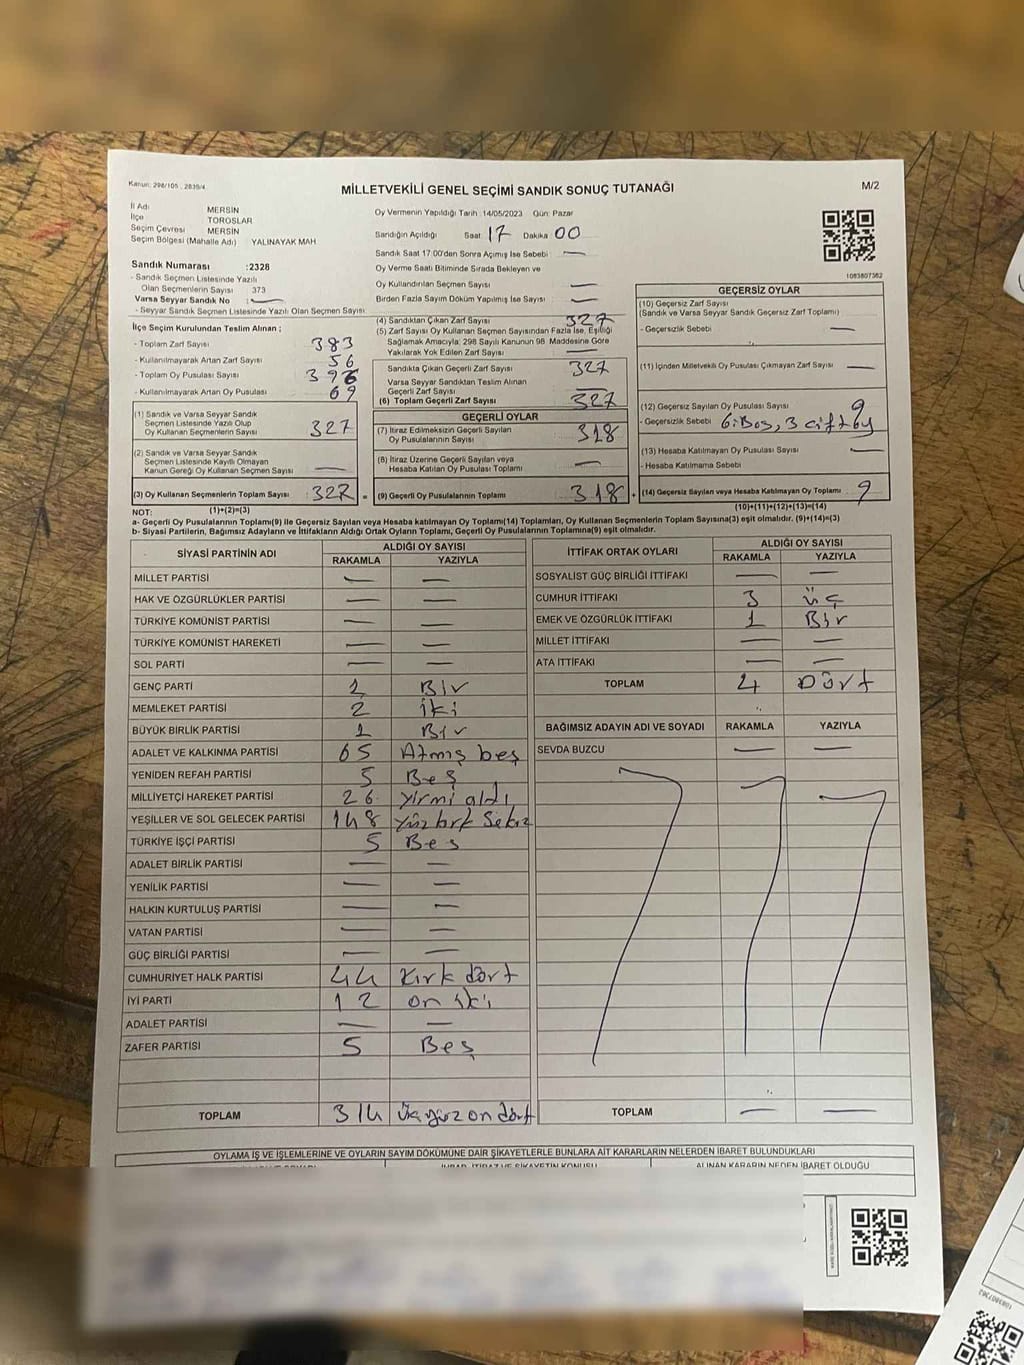 Kanun: 298/105 , 2839/4
MİLLETVEKİLİ GENEL SEÇİMİ SANDIK SONUÇ TUTANAĞI
M/2
İl Adı MERSİN
İlçe TOROSLAR
Seçim Çevresi MERSİN
Seçim Bölgesi (Mahalle Adı) YALINAYAK MAH.
Sandık Numarası :2328
- Sandık Seçmen Listesinde Yazılı
Olan Seçmenlerin Sayısı 373
Varsa Seyyar Sandık No : —
- Seyyar Sandık Seçmen Listesinde Yazılı Olan Seçmen Sayısı
İlçe Seçim Kurulundan Teslim Alınan ;
- Toplam Zarf Sayısı 383
- Kullanılmayarak Artan Zarf Sayısı 56
- Toplam Oy Pusulası Sayısı 396
- Kullanılmayarak Artan Oy Pusulası 69
(1) Sandık ve Varsa Seyyar Sandık
Seçmen Listesinde Yazılı Olup
Oy Kullanan Seçmenlerin Sayısı 327
(2) Sandık ve Varsa Seyyar Sandık
Seçmen Listesinde Kayıtlı Olmayan
Kanun Gereği Oy Kullanan Seçmen Sayısı —
(3) Oy Kullanan Seçmenlerin Toplam Sayısı 327 =
(1)+(2)=(3)
Oy Vermenin Yapıldığı Tarih :14/05/2023 Gün: Pazar
Sandığın Açıldığı Saat 17 Dakika 00
Sandık Saat 17.00'den Sonra Açımış İse Sebebi —
Oy Verme Saati Bitiminde Sırada Bekleyen ve
Oy Kullandırılan Seçmen Sayısı —
Birden Fazla Sayım Döküm Yapılmış İse Sayısı —
(4) Sandıktan Çıkan Zarf Sayısı 327
(5) Zarf Sayısı Oy Kullanan Seçmen Sayısından Fazla İse, Eşitliği
Sağlamak Amacıyla; 298 Sayılı Kanunun 98. Maddesine Göre
Yakılarak Yok Edilen Zarf Sayısı —
Sandıkta Çıkan Geçerli Zarf Sayısı 327
Varsa Seyyar Sandıktan Teslim Alınan
Geçerli Zarf Sayısı —
(6) Toplam Geçerli Zarf Sayısı 327
GEÇERLİ OYLAR
(7) İtiraz Edilmeksizin Geçerli Sayılan
Oy Pusulalarının Sayısı 318
(8) İtiraz Üzerine Geçerli Sayılan veya
Hesaba Katılan Oy Pusulası Toplamı —
(9) Geçerli Oy Pusulalarının Toplamı 318 +
1083807362
GEÇERSİZ OYLAR
(10) Geçersiz Zarf Sayısı
(Sandık ve Varsa Seyyar Sandık Geçersiz Zarf Toplamı)
- Geçersizlik Sebebi —
(11) İçinden Milletvekili Oy Pusulası Çıkmayan Zarf Sayısı —
(12) Geçersiz Sayılan Oy Pusulası Sayısı 9
- Geçersizlik Sebebi 6:Boş, 3 çift oy
(13) Hesaba Katılmayan Oy Pusulası Sayısı —
- Hesaba Katılmama Sebebi
(14) Geçersiz Sayılan veya Hesaba Katılmayan Oy Toplamı 9
(10)+(11)+(12)+(13)=(14)
NOT:
a- Geçerli Oy Pusulalarının Toplamı(9) ile Geçersiz Sayılan veya Hesaba katılmayan Oy Toplamı(14) Toplamları, Oy Kullanan Seçmenlerin Toplam Sayısına(3) eşit olmalıdır. (9)+(14)=(3)
b- Siyasi Partilerin, Bağımsız Adayların ve İttifakların Aldığı Ortak Oyların Toplamı, Geçerli Oy Pusulalarının Toplamına(9) eşit olmalıdır.
SİYASİ PARTİNİN ADI ALDIĞI OY SAYISI
RAKAMLA YAZIYLA
MİLLET PARTİSİ — —
HAK VE ÖZGÜRLÜKLER PARTİSİ — —
TÜRKİYE KOMÜNİST PARTİSİ — —
TÜRKİYE KOMÜNİST HAREKETİ — —
SOL PARTİ — —
GENÇ PARTİ 1 Bir
MEMLEKET PARTİSİ 2 iki
BÜYÜK BİRLİK PARTİSİ 1 Bir
ADALET VE KALKINMA PARTİSİ 65 Atmış beş
YENİDEN REFAH PARTİSİ 5 Beş
MİLLİYETÇİ HAREKET PARTİSİ 26 yirmi aldı
YEŞİLLER VE SOL GELECEK PARTİSİ 148 Yüzkrk Sekiz
TÜRKİYE İŞÇİ PARTİSİ 5 Bes
ADALET BİRLİK PARTİSİ — —
YENİLİK PARTİSİ — —
HALKIN KURTULUŞ PARTİSİ — —
VATAN PARTİSİ — —
GÜÇ BİRLİĞİ PARTİSİ — —
CUMHURİYET HALK PARTİSİ 44 Kırk dört
İYİ PARTİ 12 on iki
ADALET PARTİSİ — —
ZAFER PARTİSİ 5 Beş
TOPLAM 314 üçyüz on dört
İTTİFAK ORTAK OYLARI ALDIĞI OY SAYISI
RAKAMLA YAZIYLA
SOSYALİST GÜÇ BİRLİĞİ İTTİFAKI — —
CUMHUR İTTİFAKI 3 üç
EMEK VE ÖZGÜRLÜK İTTİFAKI 1 Bir
MİLLET İTTİFAKI — —
ATA İTTİFAKI — —
TOPLAM 4 Dört
BAĞIMSIZ ADAYIN ADI VE SOYADI RAKAMLA YAZIYLA
SEVDA BUZCU — —
TOPLAM — —
OYLAMA İŞ VE İŞLEMLERİNE VE OYLARIN SAYIM DÖKÜMÜNE DAİR ŞİKAYETLERLE BUNLARA AİT KARARLARIN NELERDEN İBARET BULUNDUKLARI
İHBAR, İTİRAZ VE ŞİKAYETİN KONUSU ALINAN KARARIN NEDEN İBARET OLDUĞU
1083807362